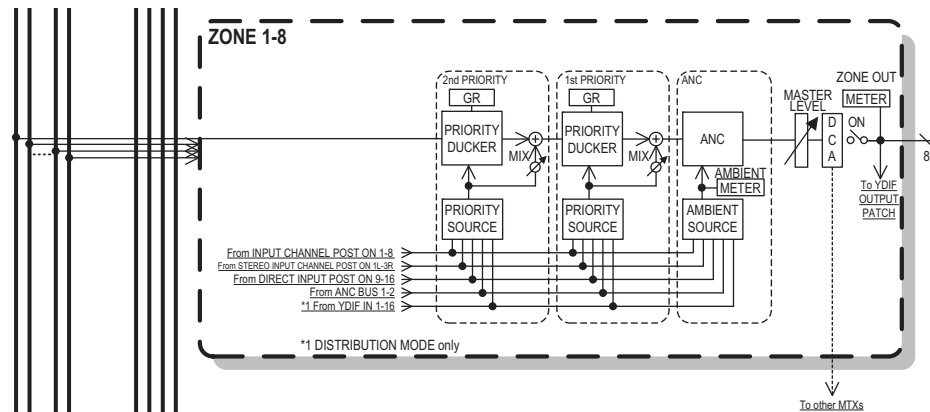 ZONE 1-8
2nd PRIORITY
GR
PRIORITY
DUCKER
MIX
PRIORITY
SOURCE
1st PRIORITY
GR
PRIORITY
DUCKER
MIX
PRIORITY
SOURCE
ANC
ANC
AMBIENT
METER
AMBIENT
SOURCE
MASTER
LEVEL
D
C
A
ON
ZONE OUT
METER
8
To YDIF
OUTPUT
PATCH
From INPUT CHANNEL POST ON 1-8
From STEREO INPUT CHANNEL POST ON 1L-3R
From DIRECT INPUT POST ON 9-16
From ANC BUS 1-2
*1 From YDIF IN 1-16
*1 DISTRIBUTION MODE only
To other MTXs